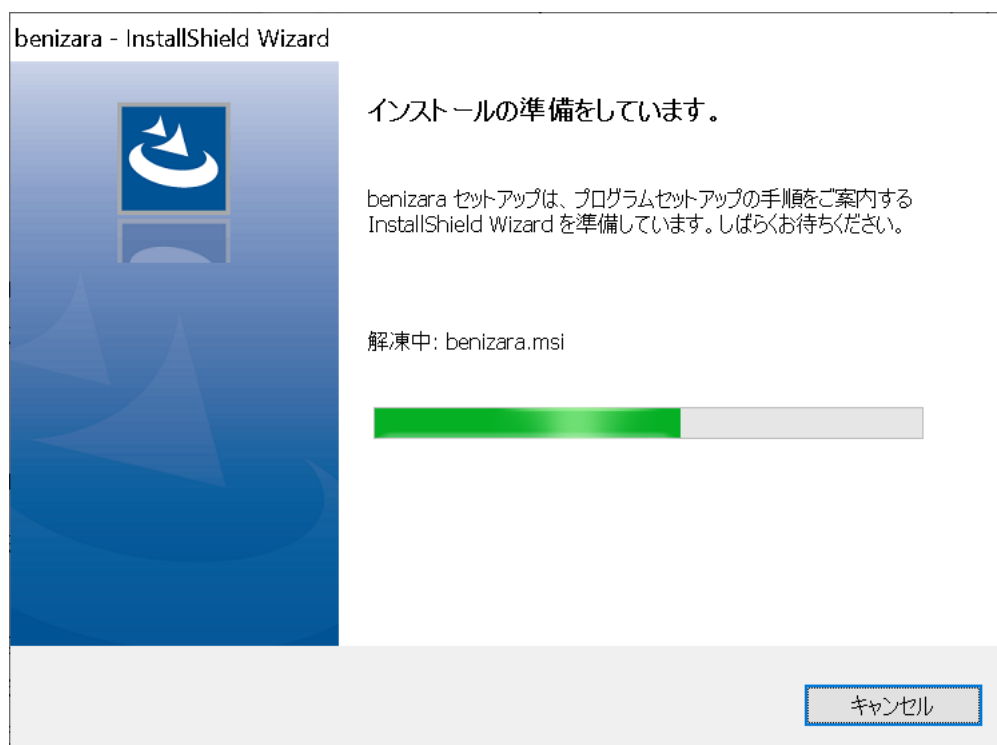 benizara - InstallShield Wizard
インストールの準備をしています。
benizara セットアップは、プログラムセットアップの手順をご案内する
InstallShield Wizard を準備しています。しばらくお待ちください。
解凍中: benizara.msi
キャンセル